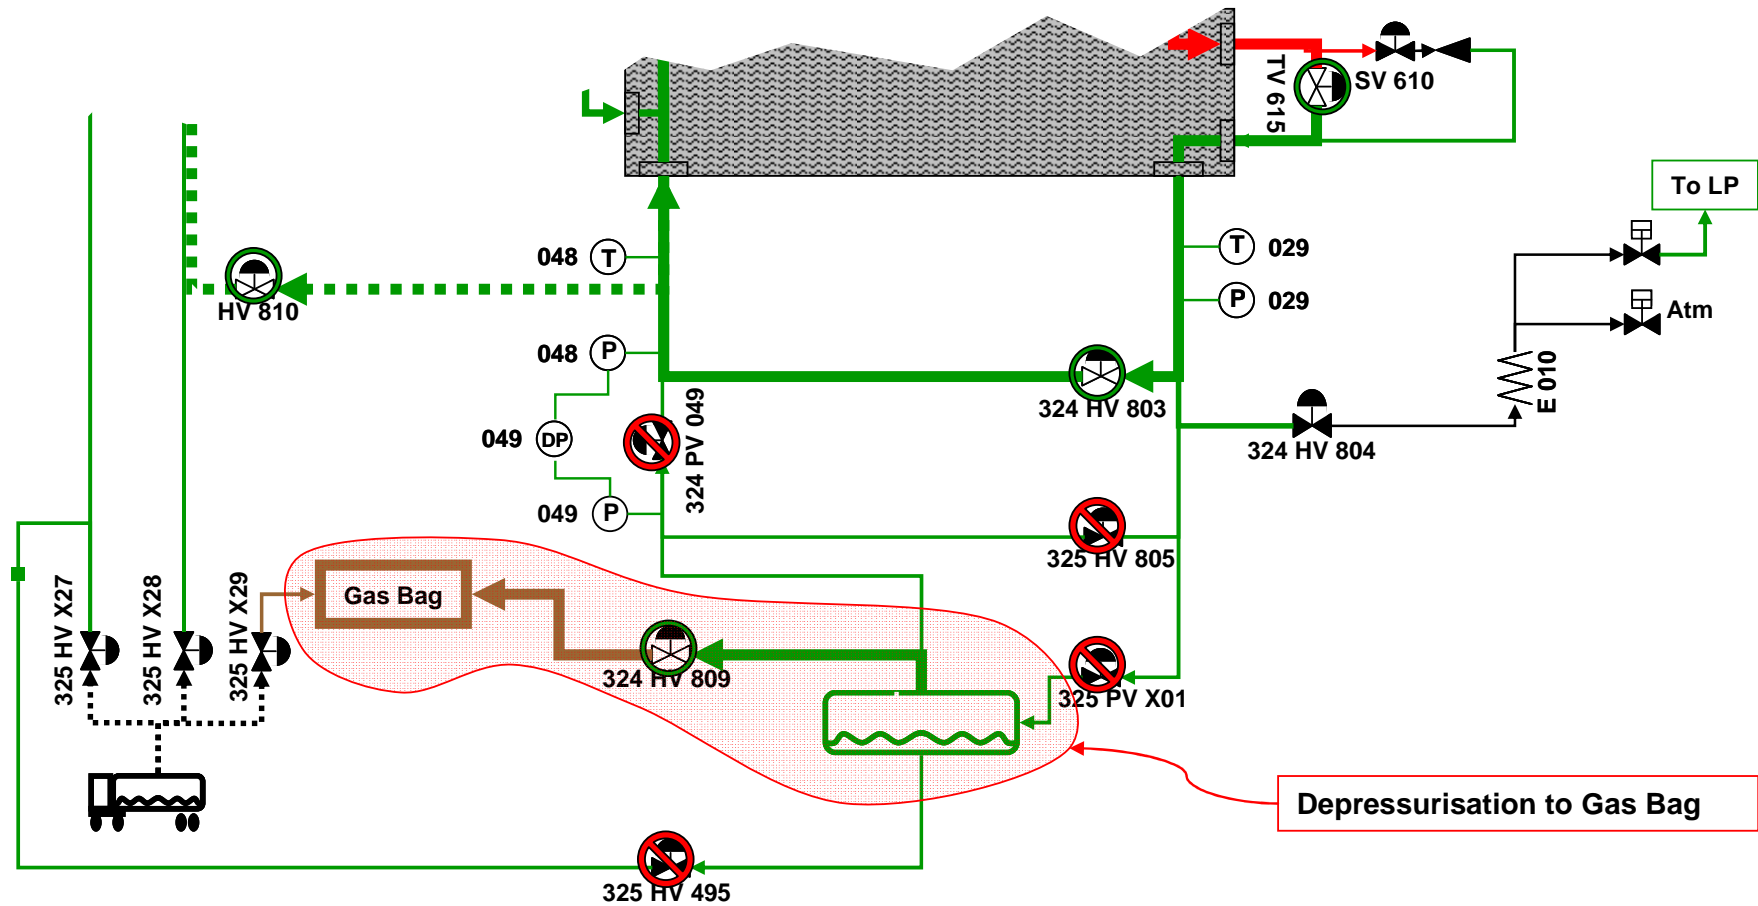 TV 615
SV 610
To LP
048
T
T
029
HV 810
P
029
Atm
048
P
E 010
324 HV 803
324 PV 049
049
DP
324 HV 804
049
P
325 HV 805
325 HV X27
325 HV X28
325 HV X29
Gas Bag
324 HV 809
325 PV X01
Depressurisation to Gas Bag
325 HV 495